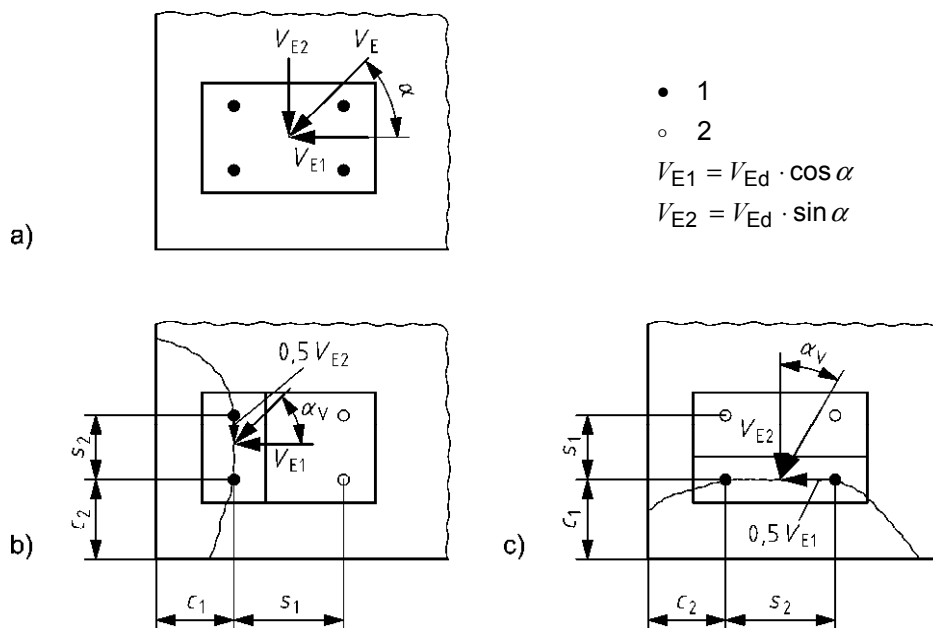 V_E2 V_E
α
V_E1
a)
1
2
V_E1 = V_Ed · cos α
V_E2 = V_Ed · sin α
0,5 V_E2
α_V
V_E1
s_2
c_2
b)
c_1 s_1
α_V
V_E2
s_1
c_1
0,5 V_E1
c)
c_2 s_2